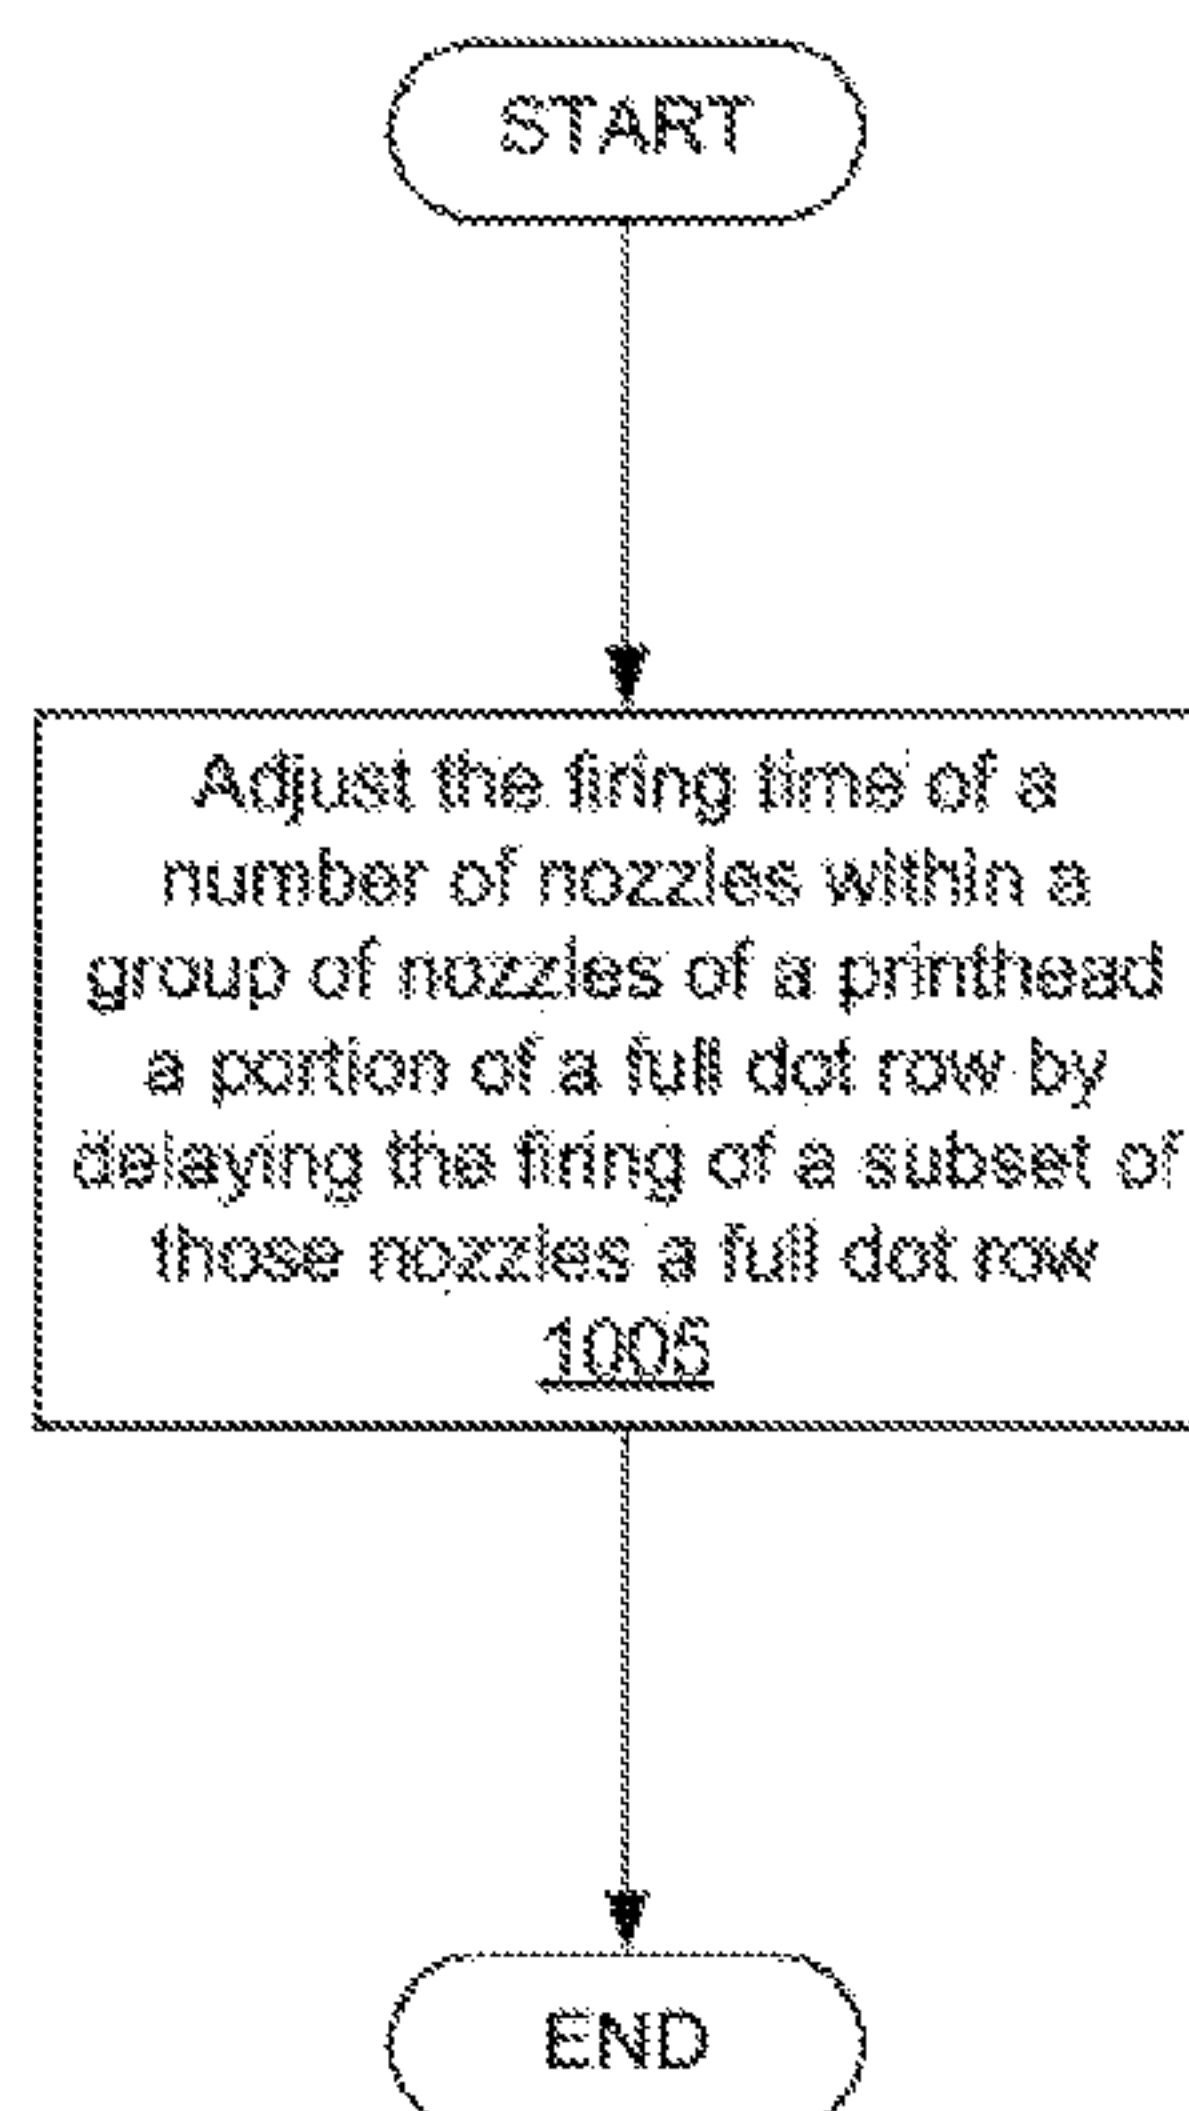 START
Adjust the firing time of a
number of nozzles within a
group of nozzles of a printhead
a portion of a full dot row by
delaying the firing of a subset of
those nozzles a full dot row
1005
END